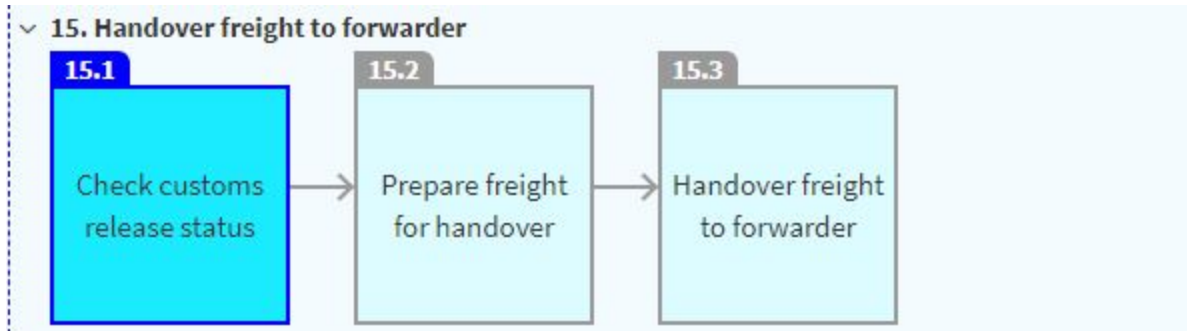 15. Handover freight to forwarder
15.1
15.2
15.3
Check customs
release status
Prepare freight
for handover
Handover freight
to forwarder